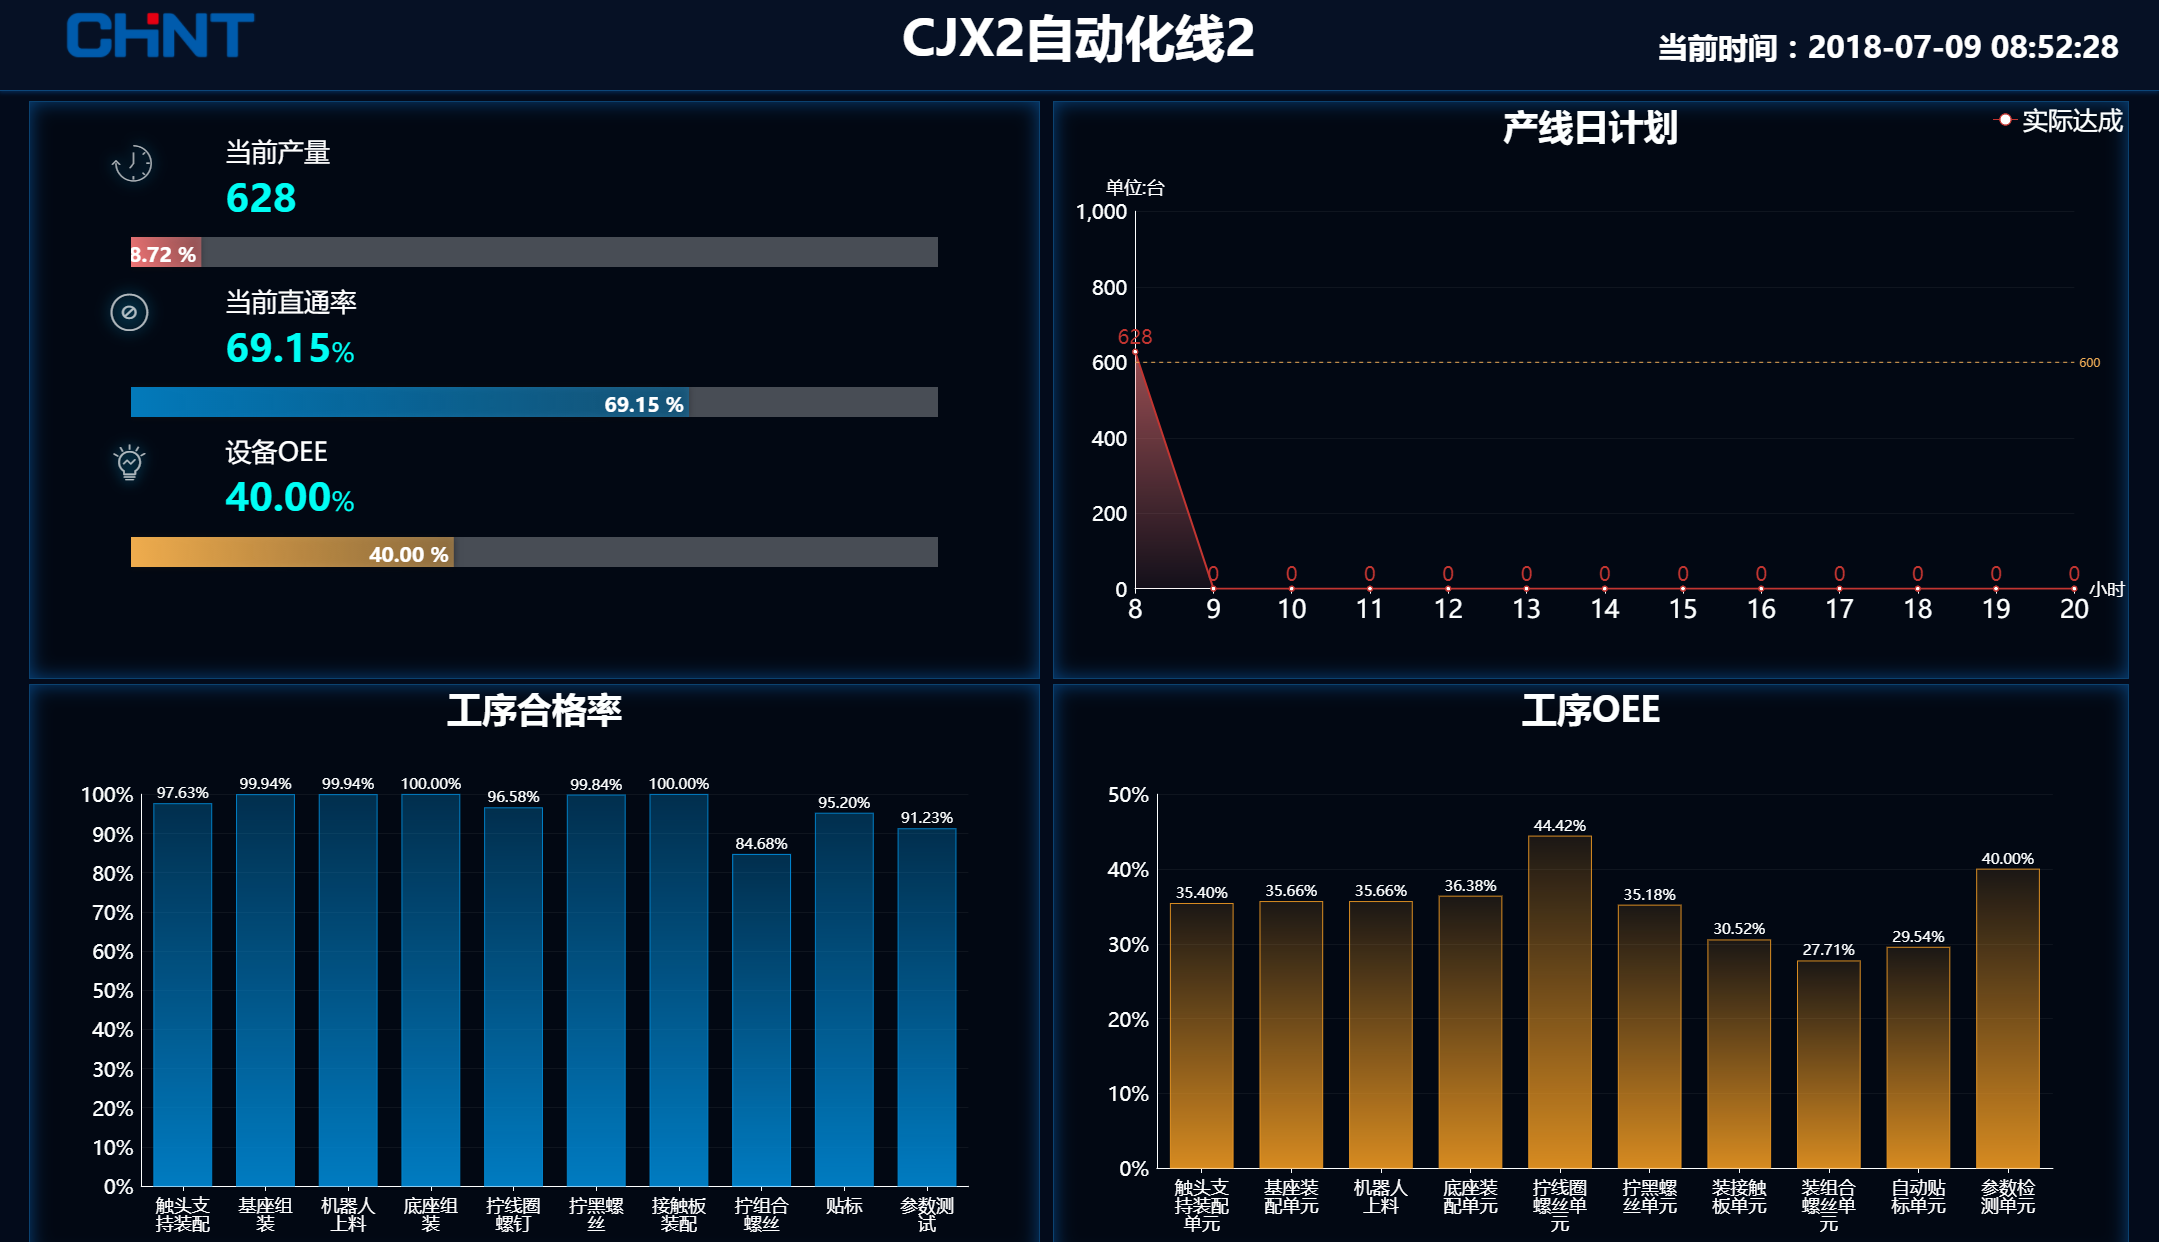 CHNT
CJX2自动化线2
当前时间：2018-07-09 08:52:28
当前产量
628
8.72 %
当前直通率
69.15%
69.15 %
设备OEE
40.00%
40.00 %
产线日计划
实际达成
单位:台
1,000
800
600
400
200
0
628
600
0 0 0 0 0 0 0 0 0 0 0 0
小时
8 9 10 11 12 13 14 15 16 17 18 19 20
工序合格率
100%
90%
80%
70%
60%
50%
40%
30%
20%
10%
0%
97.63% 99.94% 99.94% 100.00% 96.58% 99.84% 100.00% 84.68% 95.20% 91.23%
触头支
持装配
基座组
装
机器人
上料
底座组
装
拧线圈
螺钉
拧黑螺
丝
接触板
装配
拧组合
螺丝
贴标
参数测
试
工序OEE
50%
40%
30%
20%
10%
0%
35.40% 35.66% 35.66% 36.38% 44.42% 35.18% 30.52% 27.71% 29.54% 40.00%
触头支
持装配
单元
基座装
配单元
机器人
上料
底座装
配单元
拧线圈
螺丝单
元
拧黑螺
丝单元
装接触
板单元
装组合
螺丝单
元
自动贴
标单元
参数检
测单元